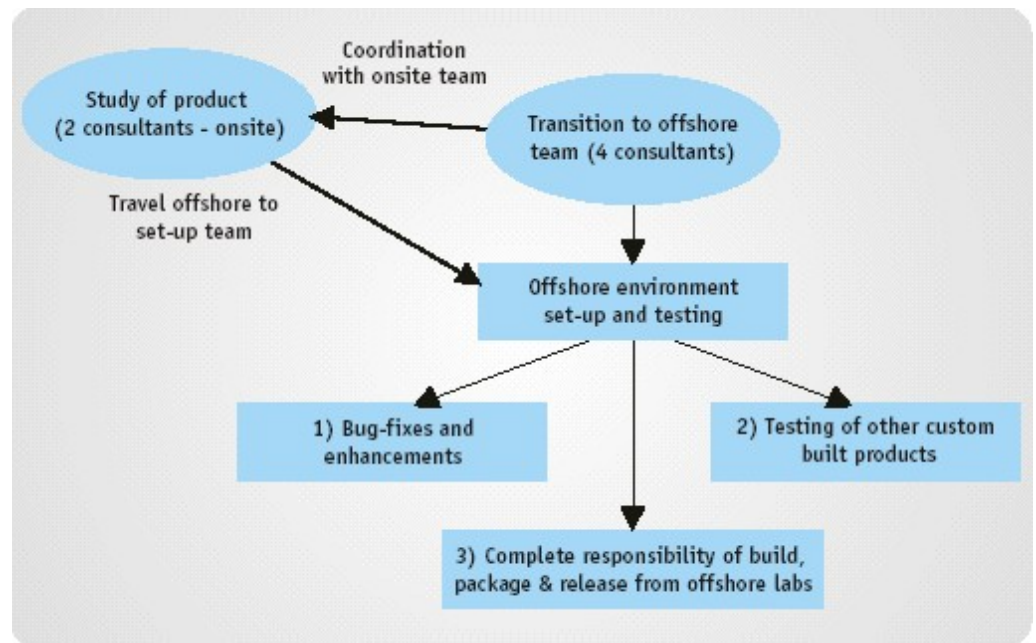 Coordination
with onsite team
Study of product
(2 consultants - onsite)
Transition to offshore
team (4 consultants)
Travel offshore to
set-up team
Offshore environment
set-up and testing
1) Bug-fixes and
enhancements
2) Testing of other custom
built products
3) Complete responsibility of build,
package & release from offshore labs